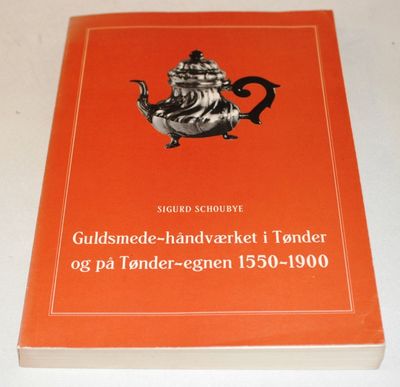 SIGURD SCHOUBYE
Guldsmede-håndværket i Tønder
og på Tønder-egnen 1550-1900